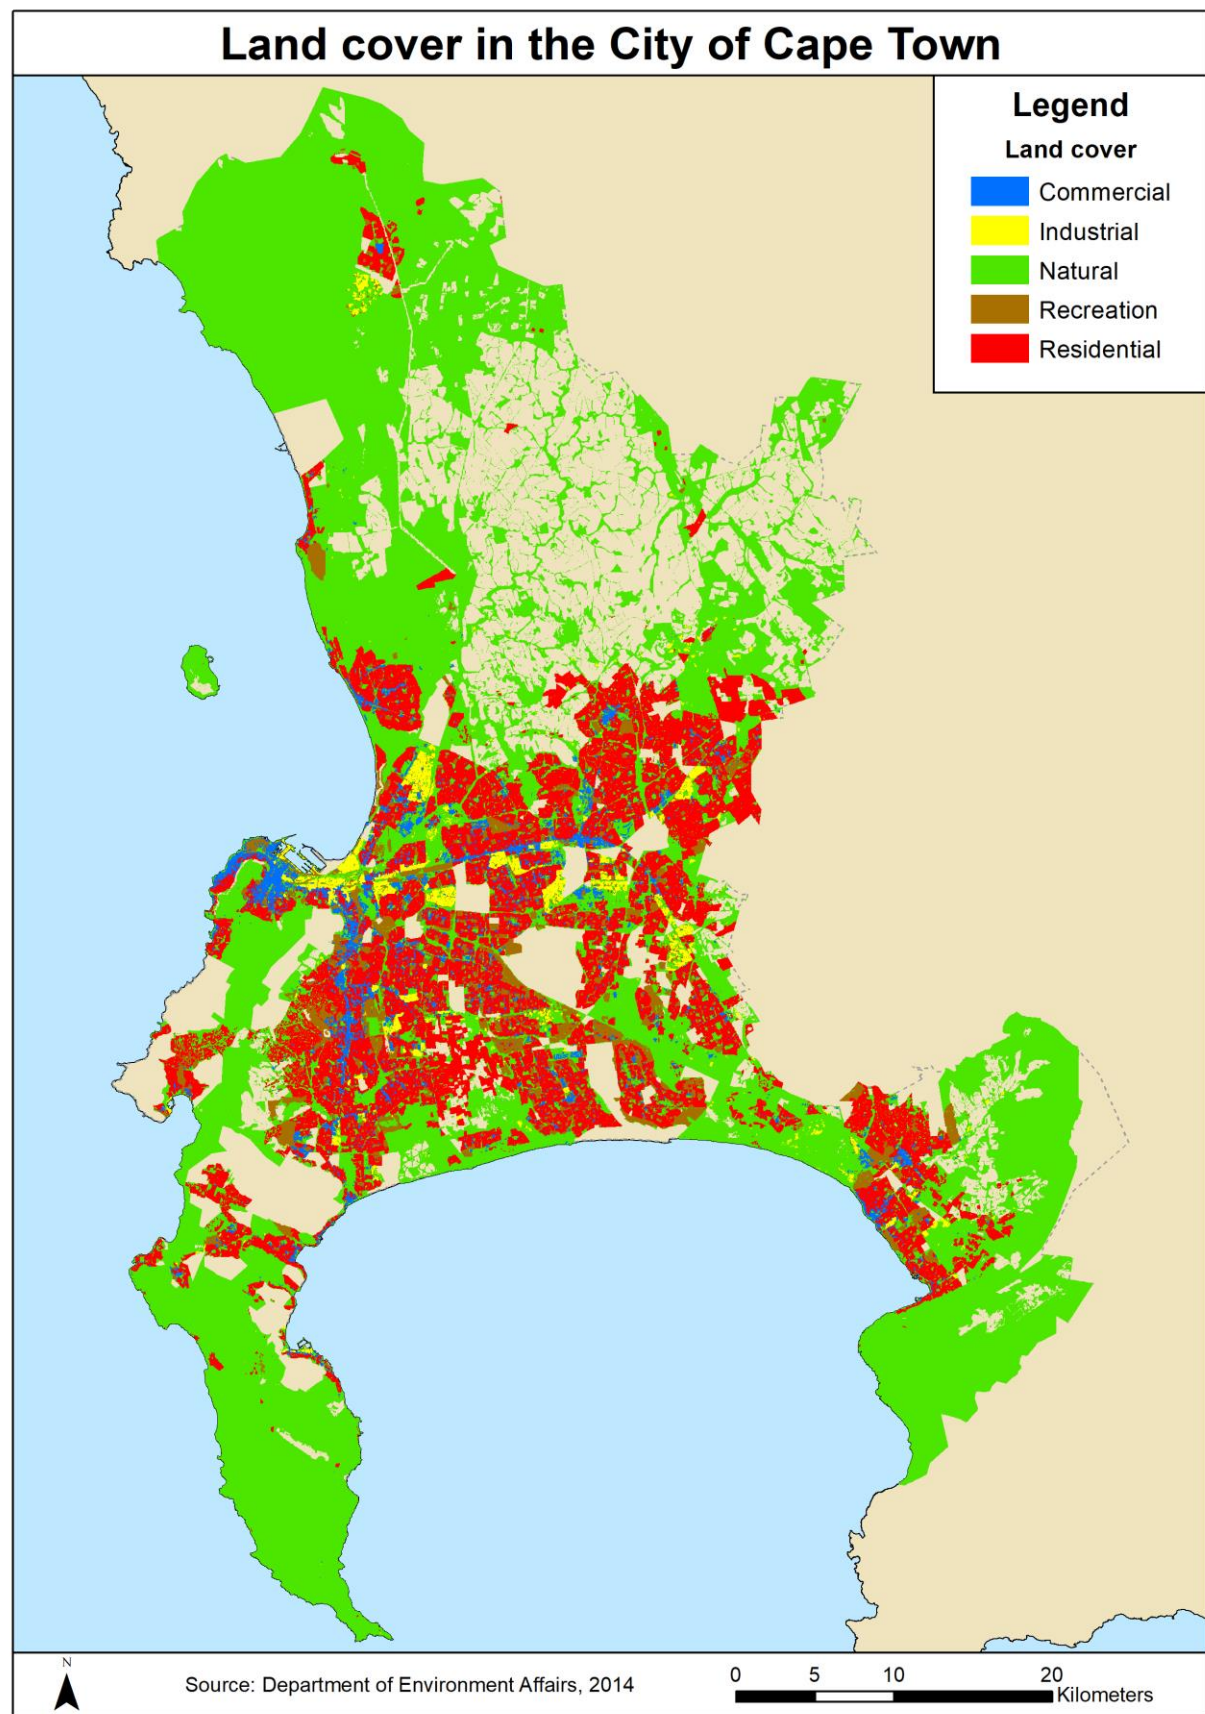 Land cover in the City of Cape Town
Legend
Land cover
Commercial
Industrial
Natural
Recreation
Residential
N
Source: Department of Environment Affairs, 2014
0 5 10 20
Kilometers